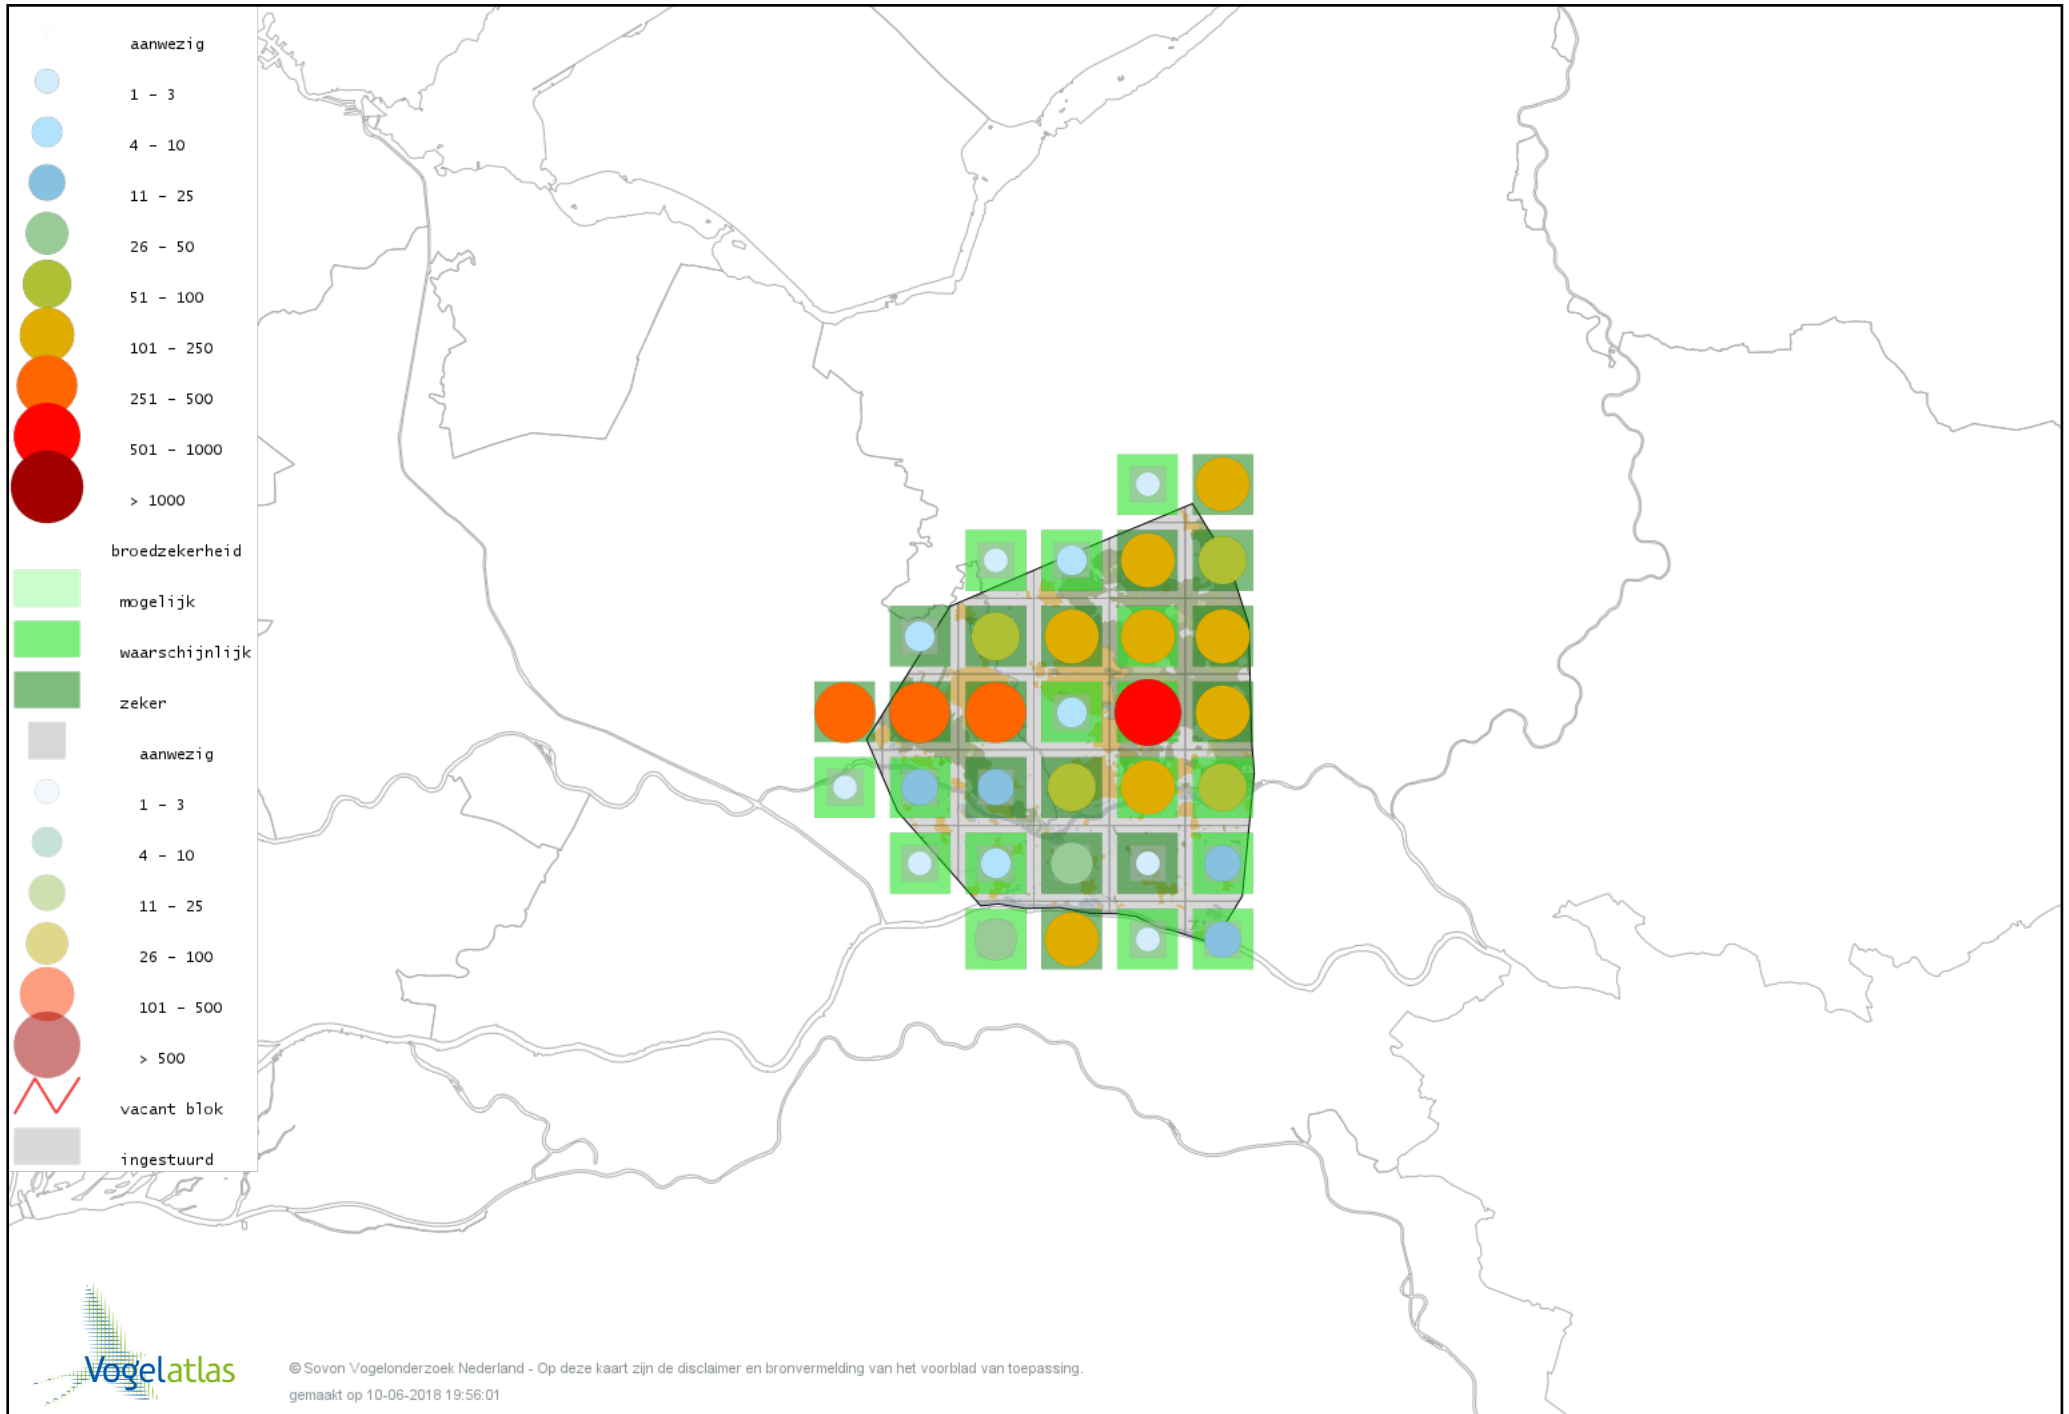 aanwezig
1 - 3
4 - 10
11 - 25
26 - 50
51 - 100
101 - 250
251 - 500
501 - 1000
> 1000
broedzekerheid
mogelijk
waarschijnlijk
zeker
aanwezig
1 - 3
4 - 10
11 - 25
26 - 100
101 - 500
> 500
vacant blok
ingestuurd
Vogelatlas
© Sovon Vogelonderzoek Nederland - Op deze kaart zijn de disclaimer en bronvermelding van het voorblad van toepassing.
gemaakt op 10-06-2018 19:56:01